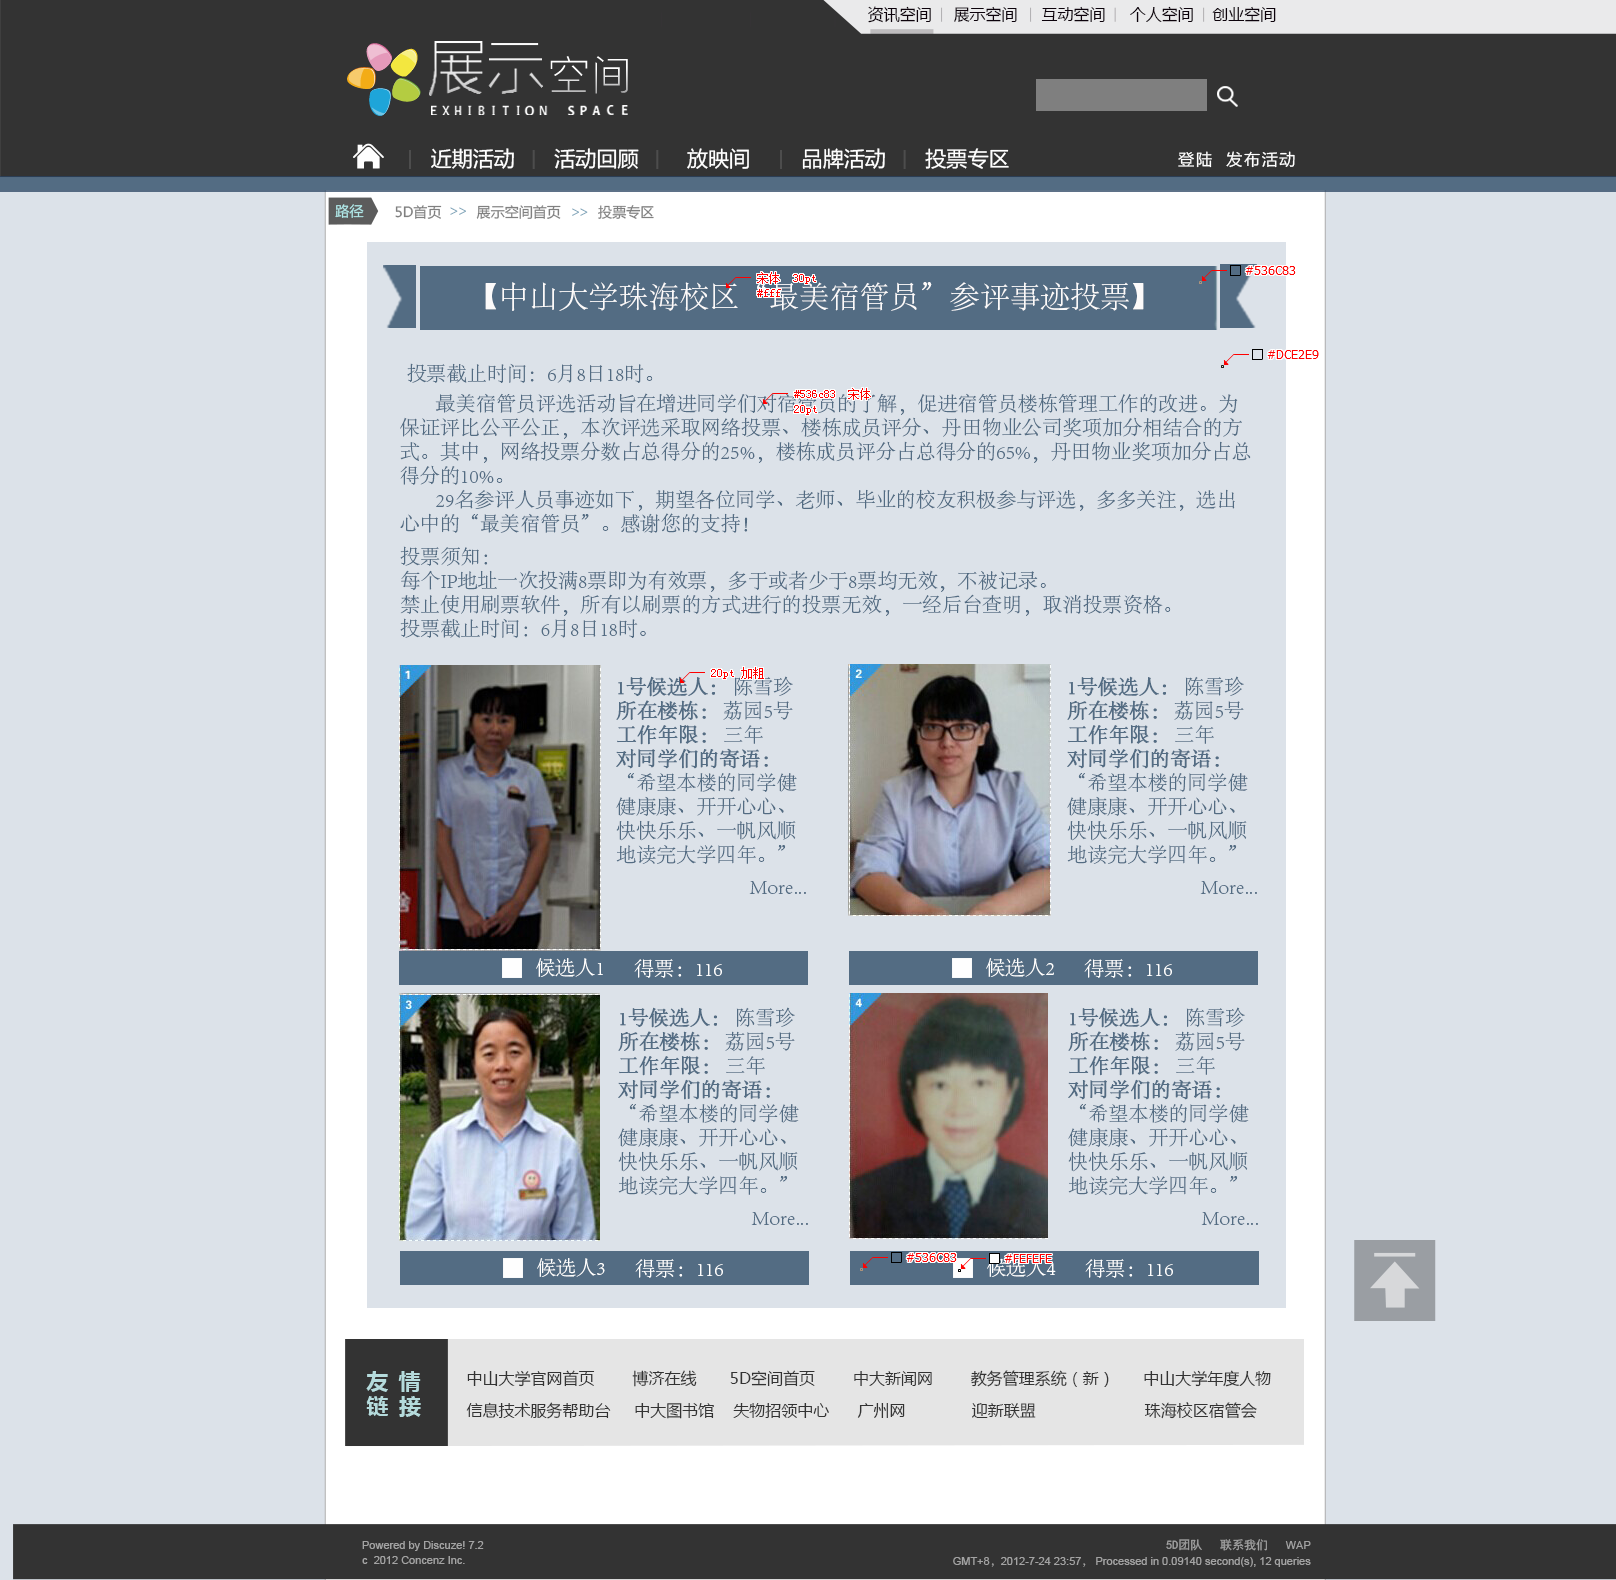 资讯空间 | 展示空间 | 互动空间 | 个人空间 | 创业空间
展示空间
EXHIBITION SPACE
近期活动 | 活动回顾 | 放映间 | 品牌活动 | 投票专区
登陆 发布活动
路径 5D首页 >> 展示空间首页 >> 投票专区
宋体 30pt
#fff
#536C83
【中山大学珠海校区“最美宿管员”参评事迹投票】
#DCE2E9
投票截止时间：6月8日18时。
#536c83 宋体
20pt
最美宿管员评选活动旨在增进同学们对宿管员的了解，促进宿管员楼栋管理工作的改进。为
保证评比公平公正，本次评选采取网络投票、楼栋成员评分、丹田物业公司奖项加分相结合的方
式。其中，网络投票分数占总得分的25%，楼栋成员评分占总得分的65%，丹田物业奖项加分占总
得分的10%。
29名参评人员事迹如下，期望各位同学、老师、毕业的校友积极参与评选，多多关注，选出
心中的“最美宿管员”。感谢您的支持！
投票须知：
每个IP地址一次投满8票即为有效票，多于或者少于8票均无效，不被记录。
禁止使用刷票软件，所有以刷票的方式进行的投票无效，一经后台查明，取消投票资格。
投票截止时间：6月8日18时。
1
20pt 加粗
1号候选人： 陈雪珍
所在楼栋： 荔园5号
工作年限： 三年
对同学们的寄语：
“希望本楼的同学健
健康康、开开心心、
快快乐乐、一帆风顺
地读完大学四年。”
More...
候选人1 得票：116
2
1号候选人： 陈雪珍
所在楼栋： 荔园5号
工作年限： 三年
对同学们的寄语：
“希望本楼的同学健
健康康、开开心心、
快快乐乐、一帆风顺
地读完大学四年。”
More...
候选人2 得票：116
3
1号候选人： 陈雪珍
所在楼栋： 荔园5号
工作年限： 三年
对同学们的寄语：
“希望本楼的同学健
健康康、开开心心、
快快乐乐、一帆风顺
地读完大学四年。”
More...
候选人3 得票：116
4
1号候选人： 陈雪珍
所在楼栋： 荔园5号
工作年限： 三年
对同学们的寄语：
“希望本楼的同学健
健康康、开开心心、
快快乐乐、一帆风顺
地读完大学四年。”
More...
#536C83 #FEFEFE
候选人4 得票：116
友情
链接
中山大学官网首页 博济在线 5D空间首页 中大新闻网 教务管理系统（新） 中山大学年度人物
信息技术服务帮助台 中大图书馆 失物招领中心 广州网 迎新联盟 珠海校区宿管会
Powered by Discuze! 7.2
c 2012 Concenz Inc.
5D团队 联系我们 WAP
GMT+8, 2012-7-24 23:57, Processed in 0.09140 second(s), 12 queries